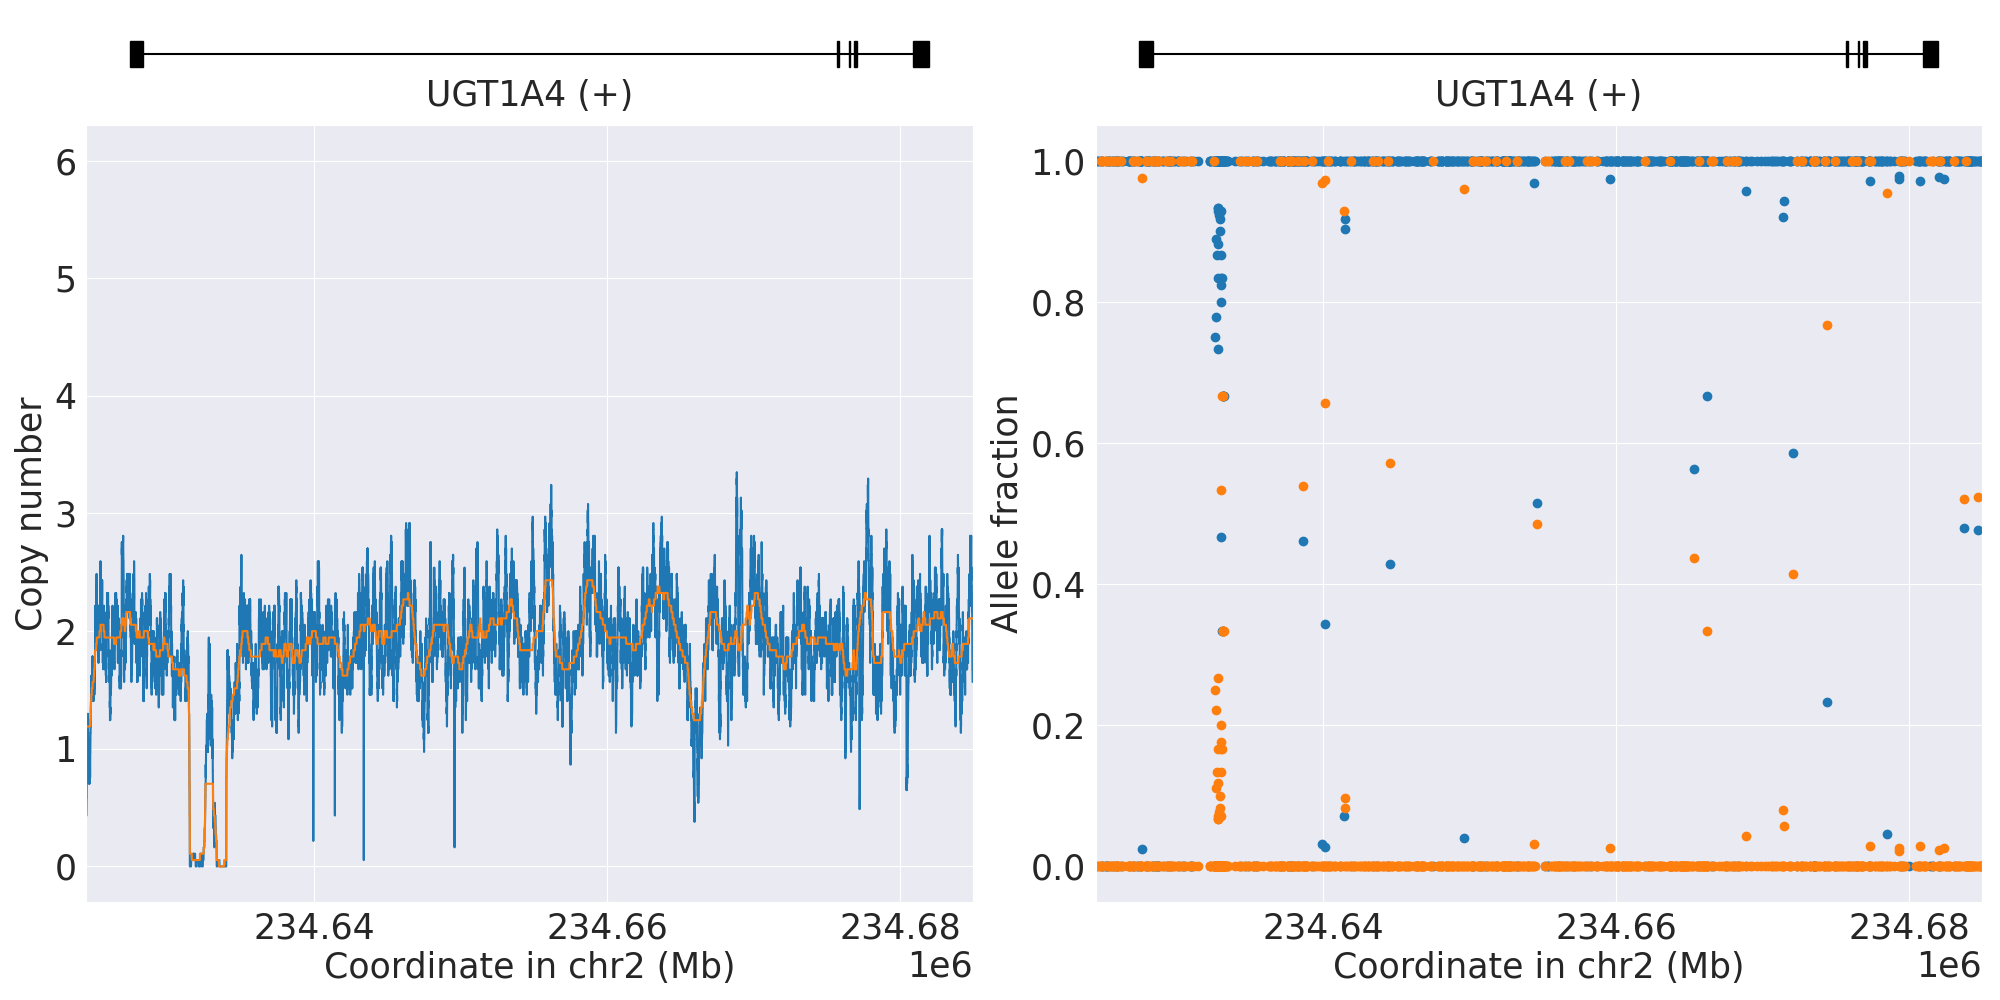 UGT1A4 (+)
6
5
4
3
2
1
0
Copy number
234.64 234.66 234.68
Coordinate in chr2 (Mb) 1e6
UGT1A4 (+)
1.0
0.8
0.6
0.4
0.2
0.0
Allele fraction
234.64 234.66 234.68
Coordinate in chr2 (Mb) 1e6